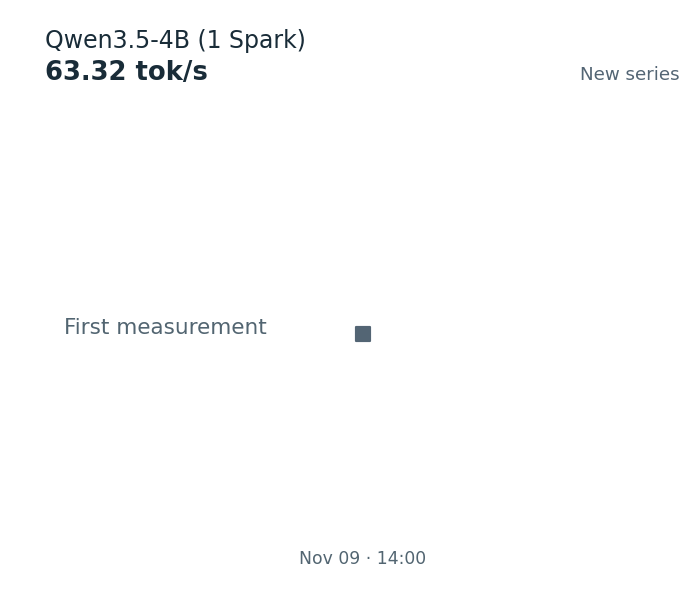 Qwen3.5-4B (1 Spark)
63.32 tok/s
New series
First measurement
Nov 09 · 14:00